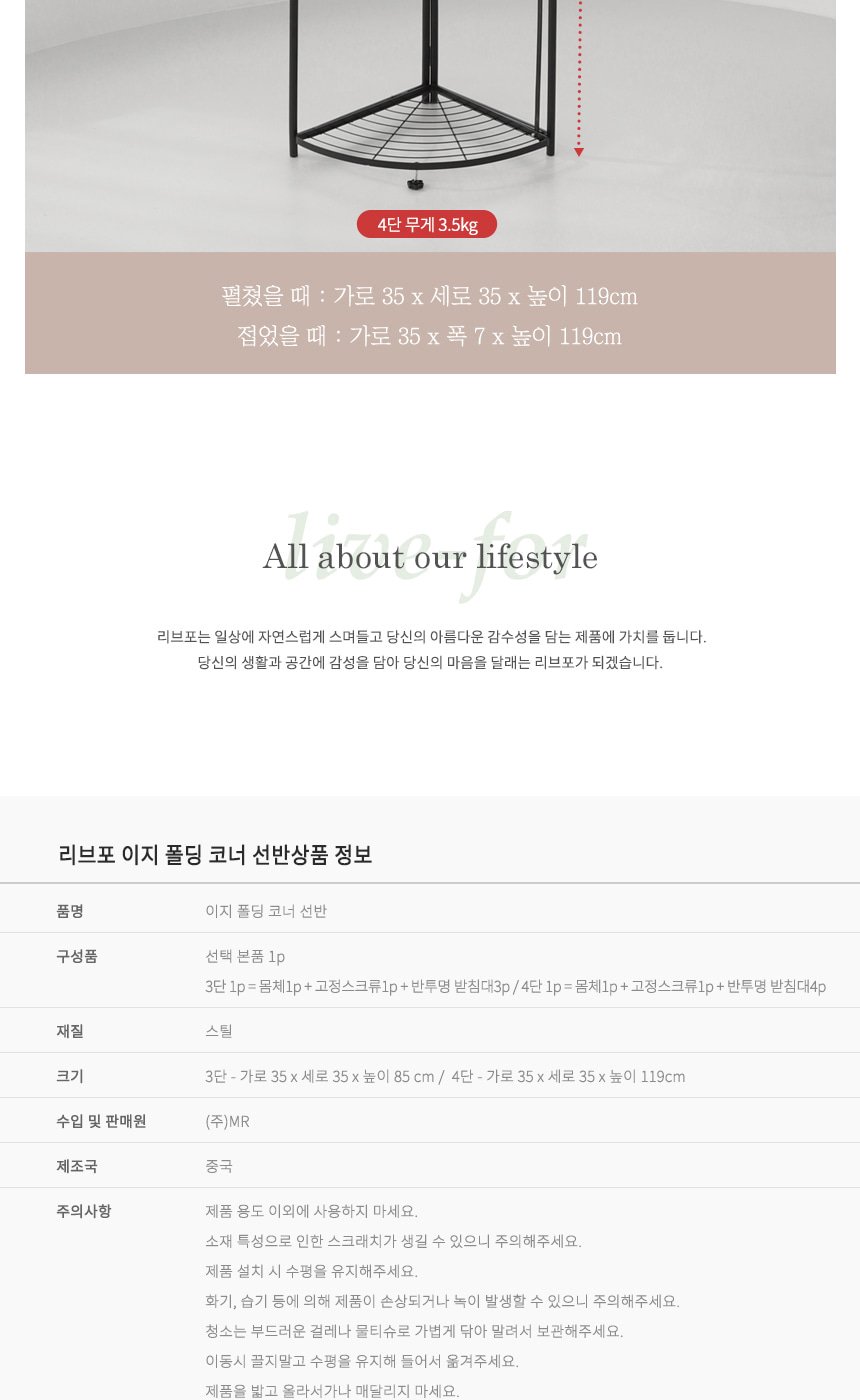 4단 무게 3.5kg
펼쳤을 때 : 가로 35 x 세로 35 x 높이 119cm
접었을 때 : 가로 35 x 폭 7 x 높이 119cm
live-for
All about our lifestyle
리브포는 일상에 자연스럽게 스며들고 당신의 아름다운 감수성을 담는 제품에 가치를 둡니다.
당신의 생활과 공간에 감성을 담아 당신의 마음을 달래는 리브포가 되겠습니다.
리브포 이지 폴딩 코너 선반상품 정보
품명 이지 폴딩 코너 선반
구성품 선택 본품 1p
3단 1p = 몸체1p + 고정스크류1p + 반투명 받침대3p / 4단 1p = 몸체1p + 고정스크류1p + 반투명 받침대4p
재질 스틸
크기 3단 - 가로 35 x 세로 35 x 높이 85 cm / 4단 - 가로 35 x 세로 35 x 높이 119cm
수입 및 판매원 (주)MR
제조국 중국
주의사항 제품 용도 이외에 사용하지 마세요.
소재 특성으로 인한 스크래치가 생길 수 있으니 주의해주세요.
제품 설치 시 수평을 유지해주세요.
화기, 습기 등에 의해 제품이 손상되거나 녹이 발생할 수 있으니 주의해주세요.
청소는 부드러운 걸레나 물티슈로 가볍게 닦아 말려서 보관해주세요.
이동시 끌지말고 수평을 유지해 들어서 옮겨주세요.
제품을 밟고 올라서가나 매달리지 마세요.